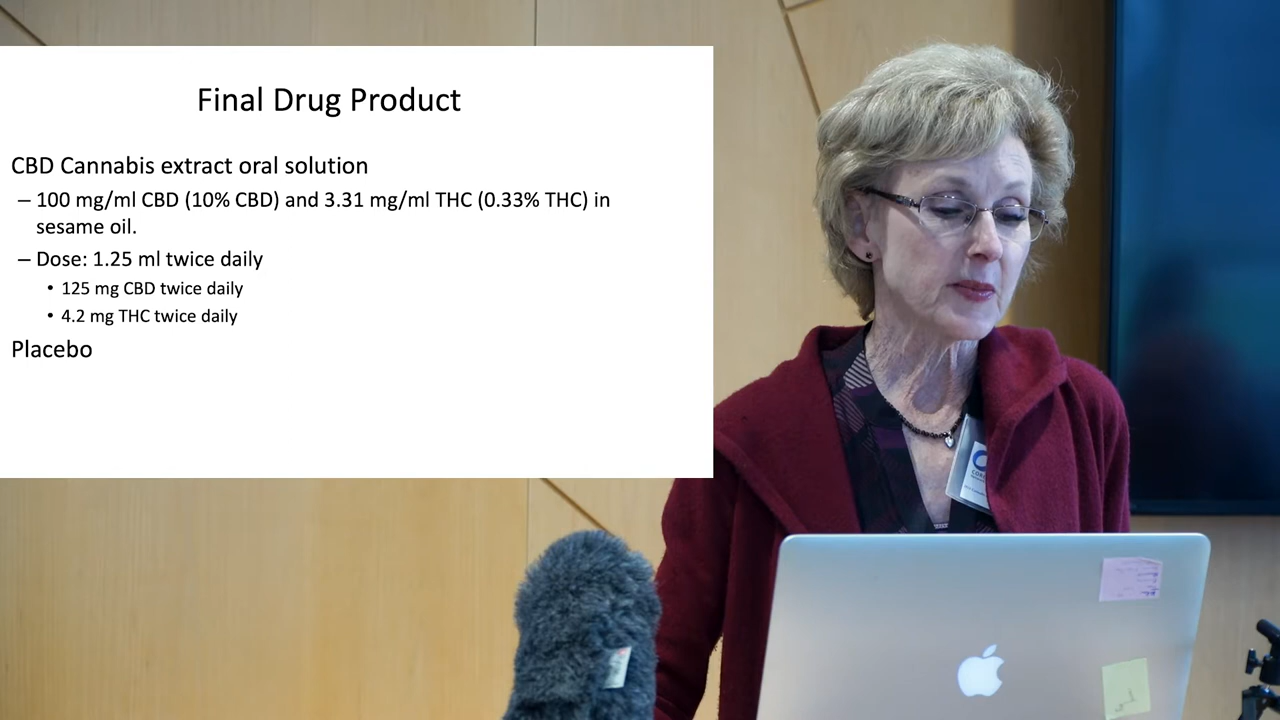 Final Drug Product
CBD Cannabis extract oral solution
– 100 mg/ml CBD (10% CBD) and 3.31 mg/ml THC (0.33% THC) in
sesame oil.
– Dose: 1.25 ml twice daily
• 125 mg CBD twice daily
• 4.2 mg THC twice daily
Placebo